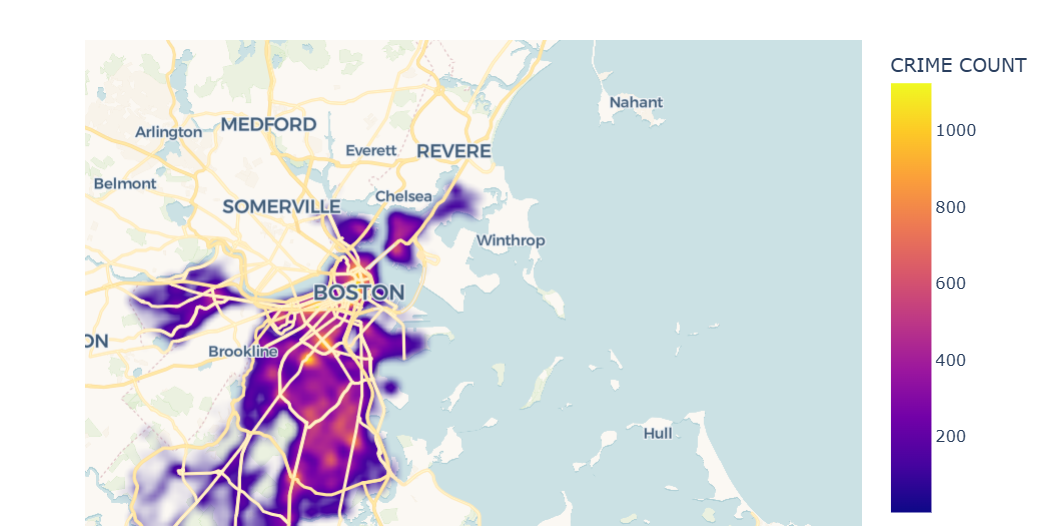 CRIME COUNT
Nahant
1000
MEDFORD
Arlington
Everett
REVERE
Belmont
Chelsea
SOMERVILLE
800
Winthrop
600
BOSTON
ON
Brookline
400
Hull
200